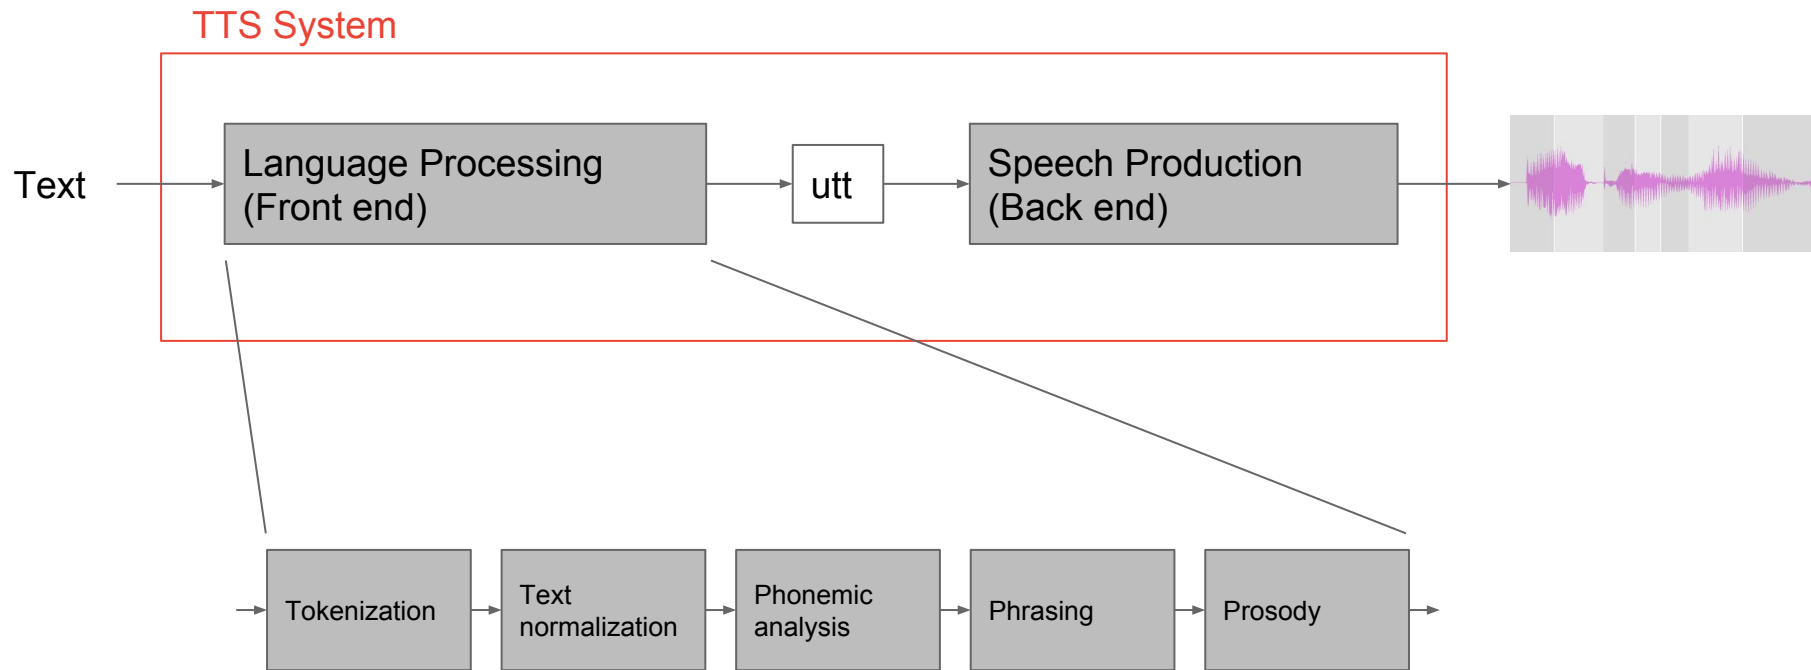 TTS System
Text
Language Processing
(Front end)
utt
Speech Production
(Back end)
Tokenization
Text
normalization
Phonemic
analysis
Phrasing
Prosody